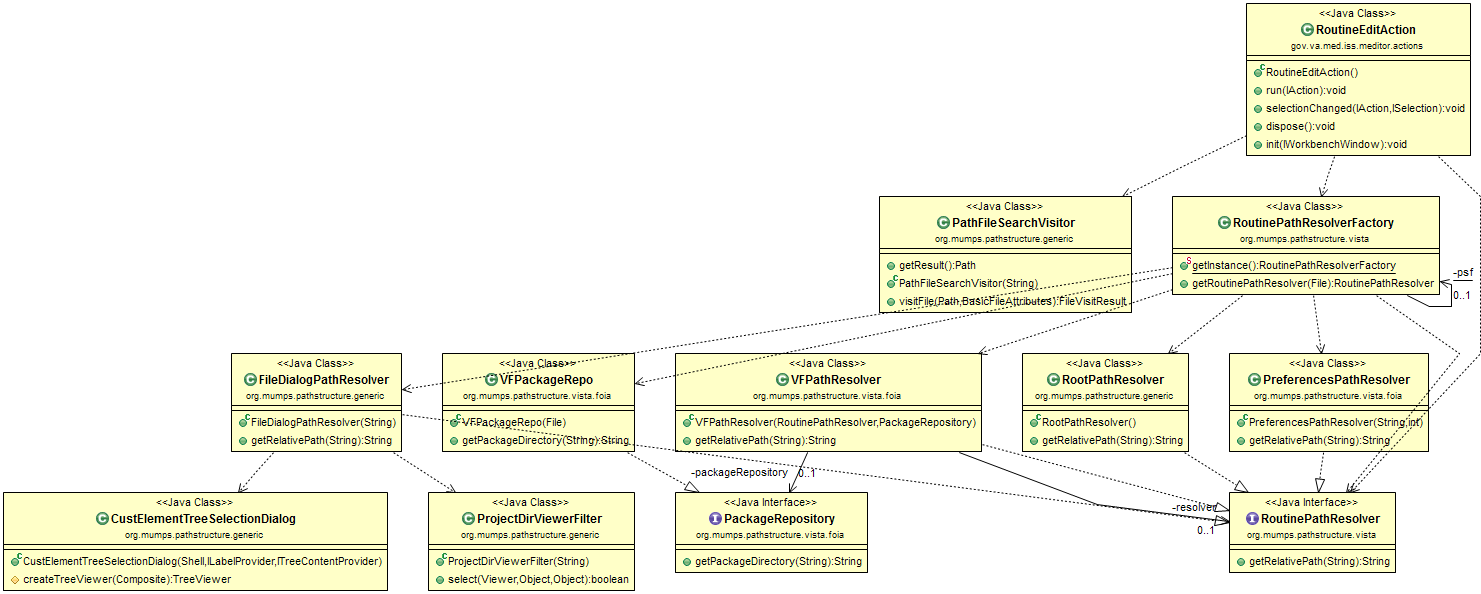 <<Java Class>>
RoutineEditAction
gov.va.med.iss.meditor.actions
RoutineEditAction()
run(IAction):void
selectionChanged(IAction,ISelection):void
dispose():void
init(IWorkbenchWindow):void
<<Java Class>>
PathFileSearchVisitor
org.mumps.pathstructure.generic
getResult():Path
PathFileSearchVisitor(String)
visitFile(Path,BasicFileAttributes):FileVisitResult
<<Java Class>>
RoutinePathResolverFactory
org.mumps.pathstructure.vista
getInstance():RoutinePathResolverFactory
getRoutinePathResolver(File):RoutinePathResolver
-psf
0..1
<<Java Class>>
FileDialogPathResolver
org.mumps.pathstructure.generic
FileDialogPathResolver(String)
getRelativePath(String):String
<<Java Class>>
VFPackageRepo
org.mumps.pathstructure.vista.foia
VFPackageRepo(File)
getPackageDirectory(String):String
<<Java Class>>
VFPathResolver
org.mumps.pathstructure.vista.foia
VFPathResolver(RoutinePathResolver,PackageRepository)
getRelativePath(String):String
<<Java Class>>
RootPathResolver
org.mumps.pathstructure.generic
RootPathResolver()
getRelativePath(String):String
<<Java Class>>
PreferencesPathResolver
org.mumps.pathstructure.vista
PreferencesPathResolver(String,int)
getRelativePath(String):String
-packageRepository
0..1
-resolver
0..1
<<Java Class>>
CustElementTreeSelectionDialog
org.mumps.pathstructure.generic
CustElementTreeSelectionDialog(Shell,ILabelProvider,ITreeContentProvider)
createTreeViewer(Composite):TreeViewer
<<Java Class>>
ProjectDirViewerFilter
org.mumps.pathstructure.generic
ProjectDirViewerFilter(String)
select(Viewer,Object,Object):boolean
<<Java Interface>>
PackageRepository
org.mumps.pathstructure.vista.foia
getPackageDirectory(String):String
<<Java Interface>>
RoutinePathResolver
org.mumps.pathstructure.vista
getRelativePath(String):String